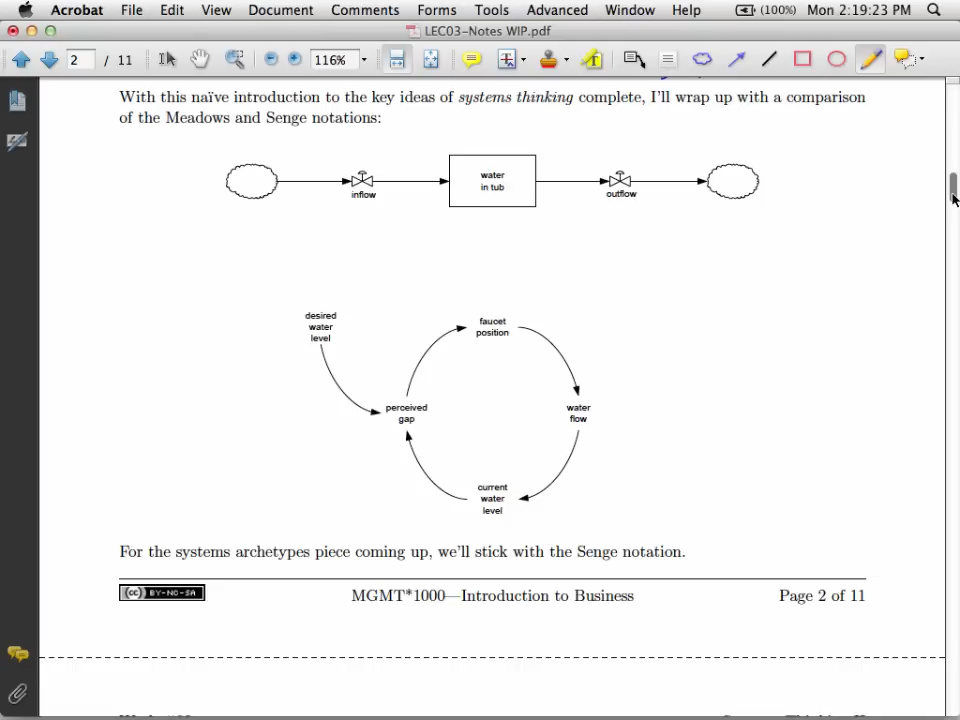 Acrobat File Edit View Document Comments Forms Tools Advanced Window Help (100%) Mon 2:19:23 PM
LEC03-Notes WIP.pdf
2 / 11 116%
With this naïve introduction to the key ideas of systems thinking complete, I'll wrap up with a comparison
of the Meadows and Senge notations:
water
in tub
inflow
outflow
desired
water
level
faucet
position
perceived
gap
water
flow
current
water
level
For the systems archetypes piece coming up, we'll stick with the Senge notation.
(cc) BY-NC-SA
MGMT*1000—Introduction to Business
Page 2 of 11